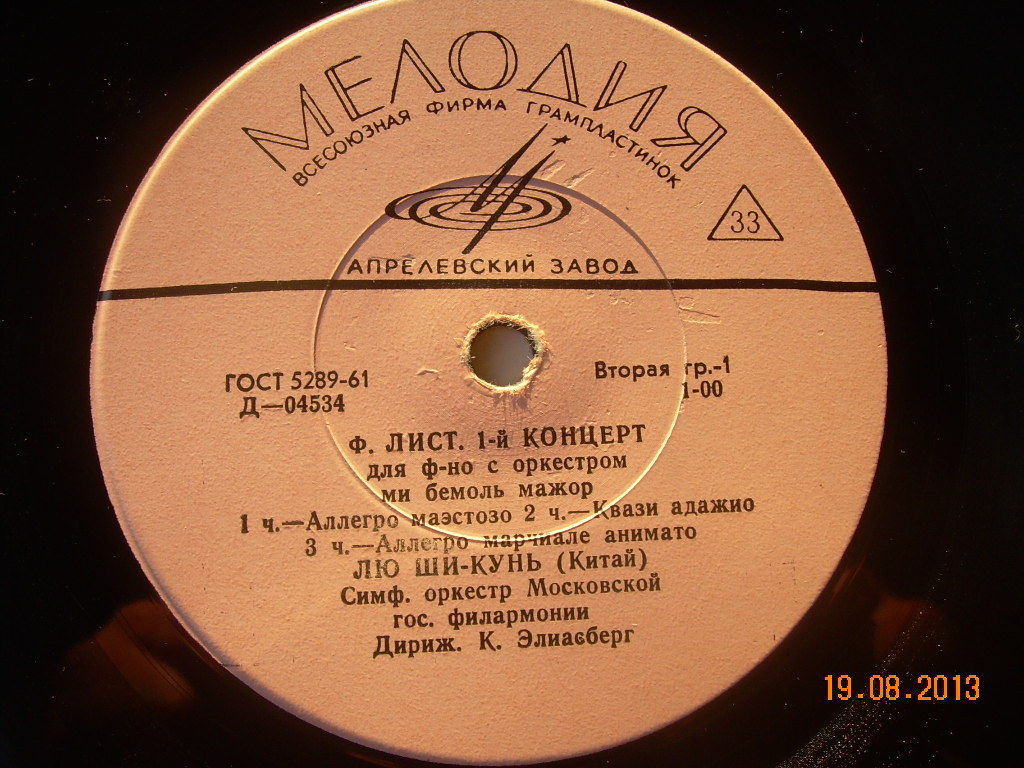 МЕЛОДИЯ
ВСЕСОЮЗНАЯ ФИРМА ГРАМПЛАСТИНОК
33
АПРЕЛЕВСКИЙ ЗАВОД
ГОСТ 5289-61
Д—04534
Вторая гр.-1
1-00
Ф. ЛИСТ. 1-й КОНЦЕРТ
для ф-но с оркестром
ми бемоль мажор
1 ч.—Аллегро маэстозо 2 ч.—Квази адажио
3 ч.—Аллегро марчиале анимато
ЛЮ ШИ-КУНЬ (Китай)
Симф. оркестр Московской
гос. филармонии
Дириж. К. Элиасберг
19.08.2013